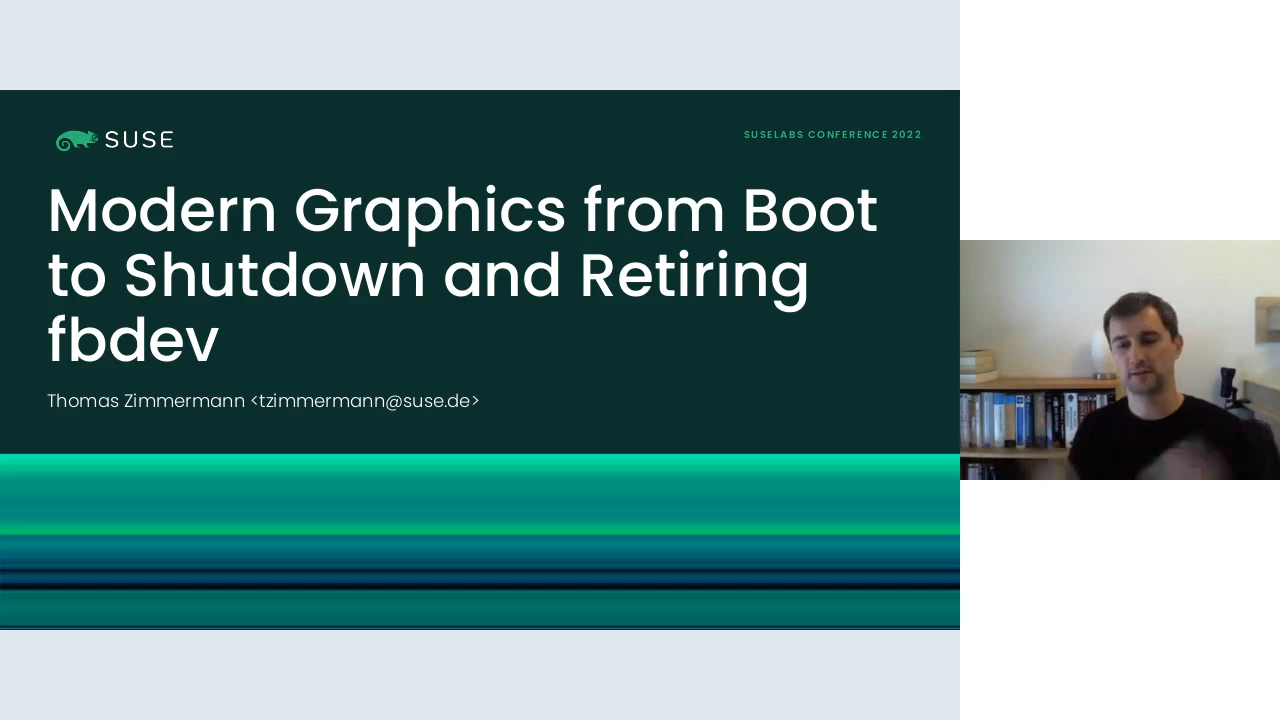 SUSE
SUSELABS CONFERENCE 2022
Modern Graphics from Boot
to Shutdown and Retiring
fbdev
Thomas Zimmermann <tzimmermann@suse.de>